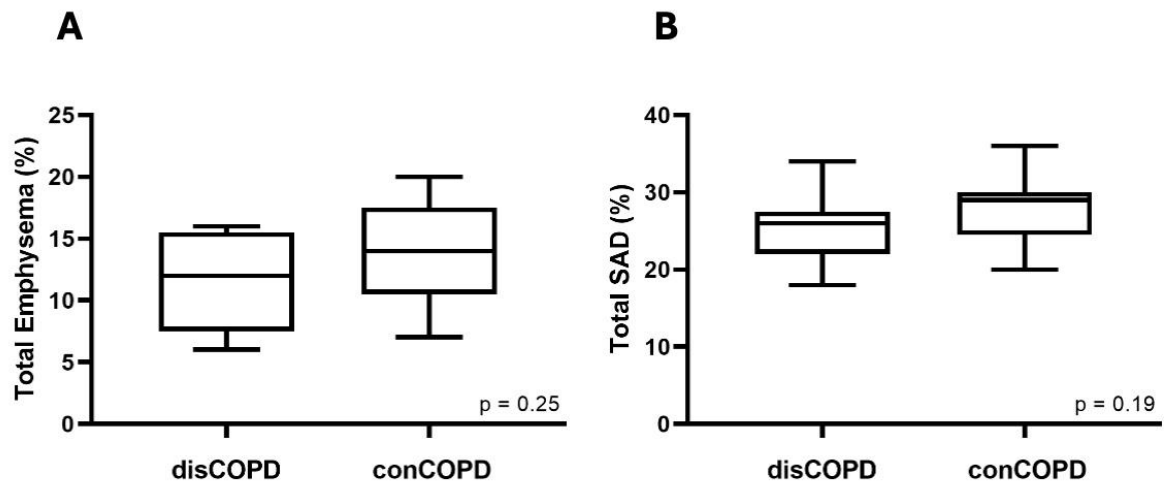 A
Total Emphysema (%)
25
20
15
10
5
0
p = 0.25
disCOPD
conCOPD
B
Total SAD (%)
40
30
20
10
0
p = 0.19
disCOPD
conCOPD